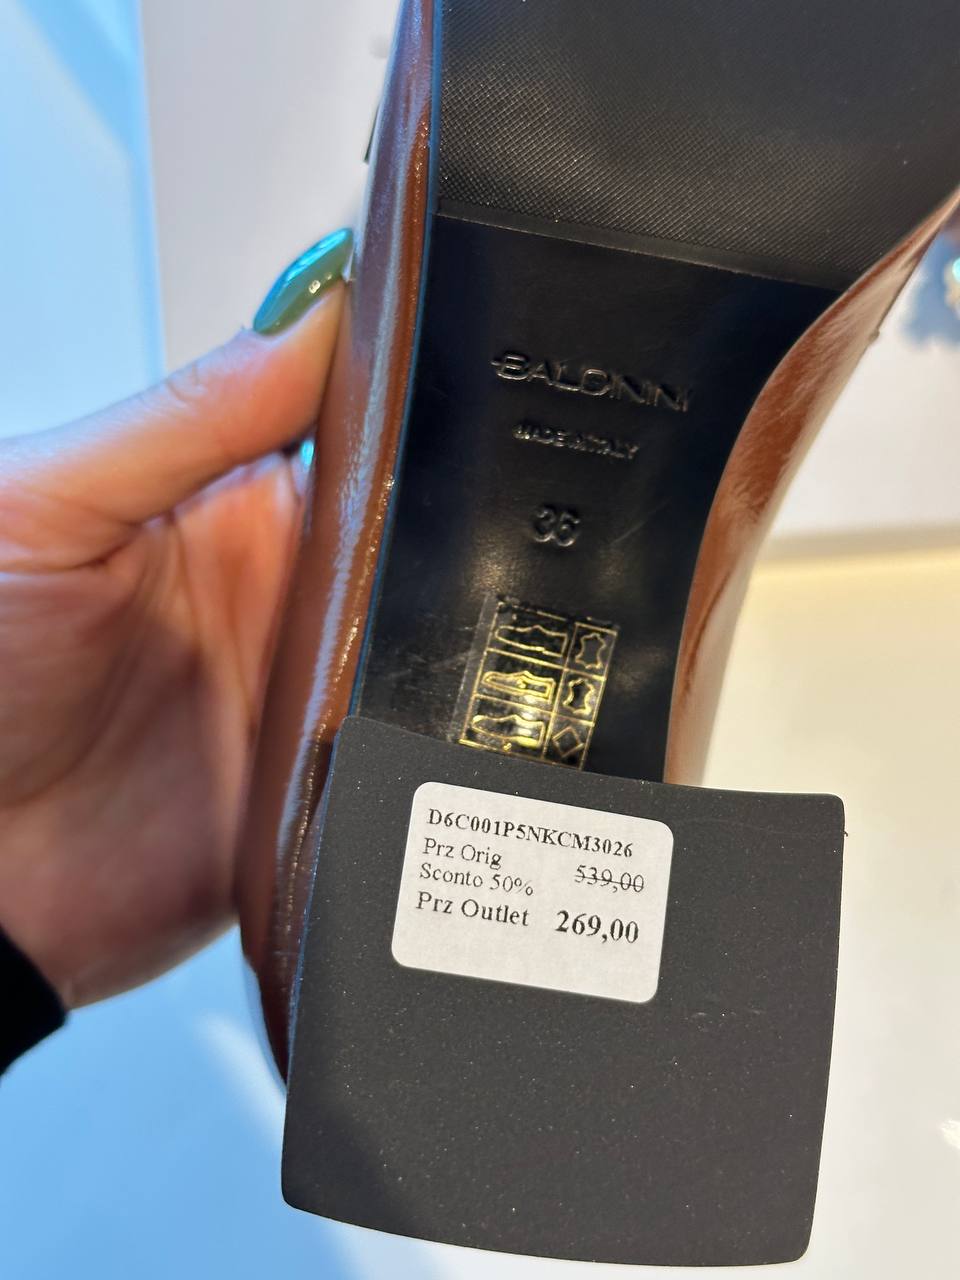 BALDININI
MADE IN ITALY
36
D6C001P5NKCM3026
Prz Orig 539,00
Sconto 50%
Prz Outlet 269,00